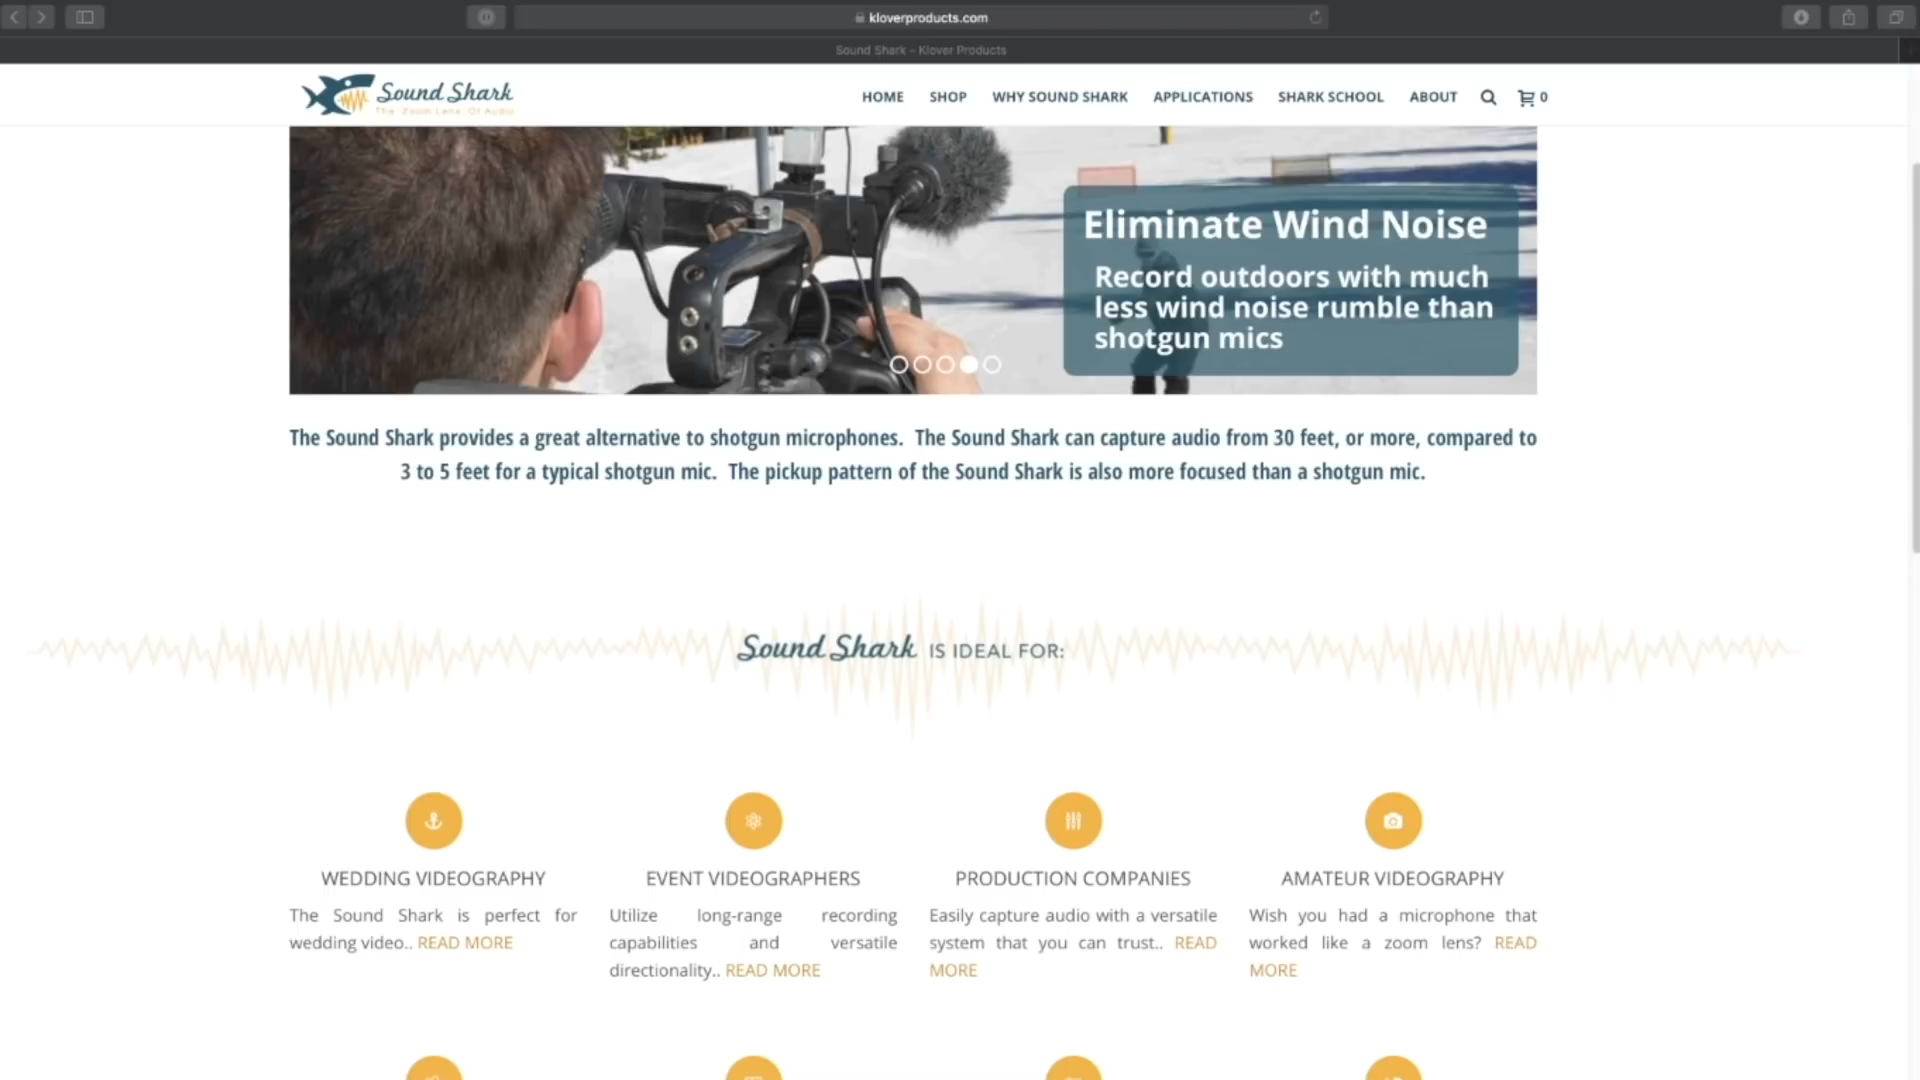 kloverproducts.com
Sound Shark – Klover Products
Sound Shark
The Zoom Lens Of Audio
HOME SHOP WHY SOUND SHARK APPLICATIONS SHARK SCHOOL ABOUT 0
Eliminate Wind Noise
Record outdoors with much
less wind noise rumble than
shotgun mics
The Sound Shark provides a great alternative to shotgun microphones. The Sound Shark can capture audio from 30 feet, or more, compared to
3 to 5 feet for a typical shotgun mic. The pickup pattern of the Sound Shark is also more focused than a shotgun mic.
Sound Shark IS IDEAL FOR:
WEDDING VIDEOGRAPHY
The Sound Shark is perfect for
wedding video.. READ MORE
EVENT VIDEOGRAPHERS
Utilize long-range recording
capabilities and versatile
directionality.. READ MORE
PRODUCTION COMPANIES
Easily capture audio with a versatile
system that you can trust.. READ
MORE
AMATEUR VIDEOGRAPHY
Wish you had a microphone that
worked like a zoom lens? READ
MORE